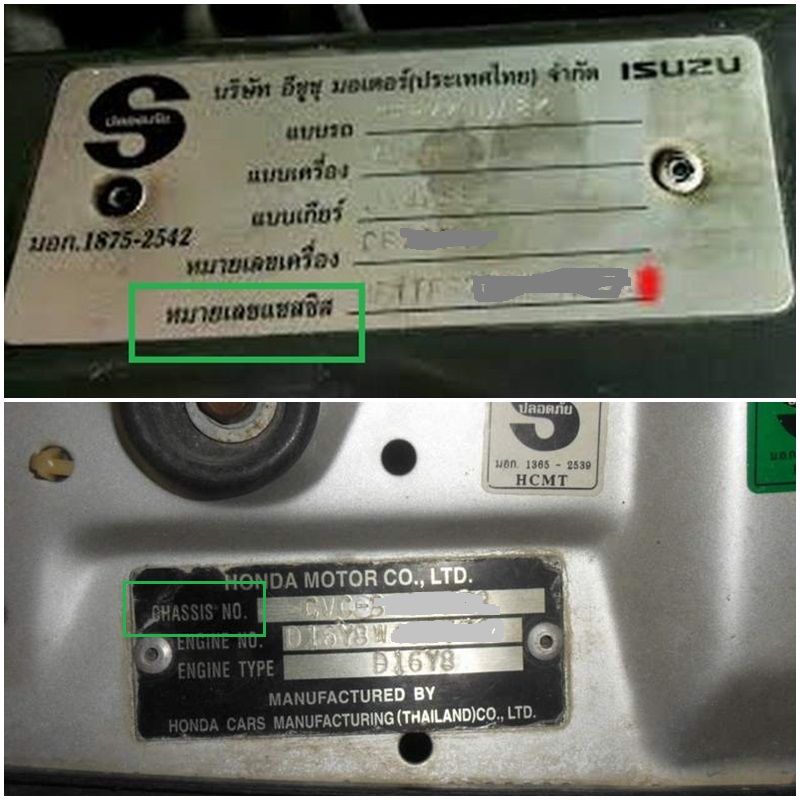 S
ปลอดภัย
บริษัท อีซูซุ มอเตอร์(ประเทศไทย) จำกัด ISUZU
แบบรถ
แบบเครื่อง
แบบเกียร์
มอก.1875-2542
หมายเลขเครื่อง
หมายเลขแชสซิส
ปลอดภัย
มอก. 1365 - 2539
HCMT
HONDA MOTOR CO., LTD.
CHASSIS NO.
ENGINE NO. D16Y8W
ENGINE TYPE D16Y8
MANUFACTURED BY
HONDA CARS MANUFACTURING (THAILAND)CO., LTD.